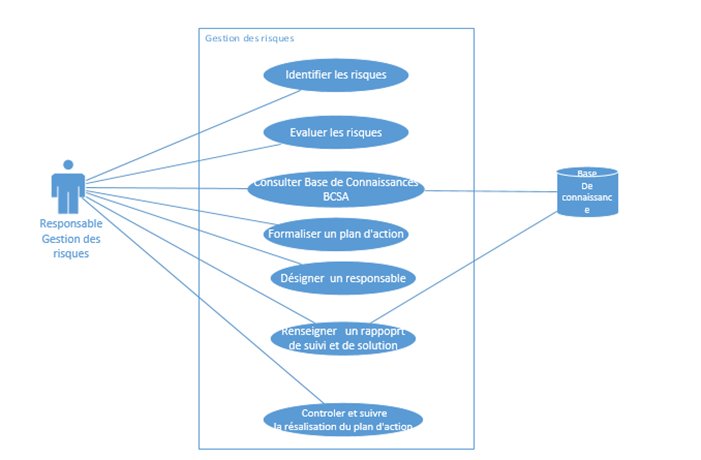 Gestion des risques
Identifier les risques
Evaluer les risques
Consulter Base de Connaissances
BCSA
Formaliser un plan d'action
Désigner un responsable
Renseigner un rappoprt
de suivi et de solution
Controler et suivre
la résalisation du plan d'action
Responsable
Gestion des
risques
Base
De
connaissanc
e